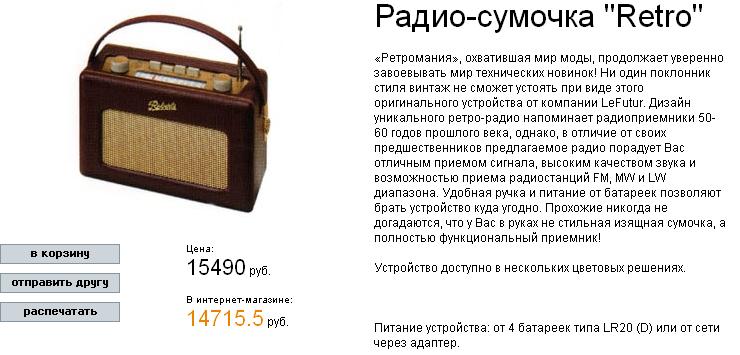 Радио-сумочка "Retro"
«Ретромания», охватившая мир моды, продолжает уверенно
завоевывать мир технических новинок! Ни один поклонник
стиля винтаж не сможет устоять при виде этого
оригинального устройства от компании LeFutur. Дизайн
уникального ретро-радио напоминает радиоприемники 50-
60 годов прошлого века, однако, в отличие от своих
предшественников предлагаемое радио порадует Вас
отличным приемом сигнала, высоким качеством звука и
возможностью приема радиостанций FM, MW и LW
диапазона. Удобная ручка и питание от батареек позволяют
брать устройство куда угодно. Прохожие никогда не
догадаются, что у Вас в руках не стильная изящная сумочка, а
полностью функциональный приемник!
Устройство доступно в нескольких цветовых решениях.
Питание устройства: от 4 батареек типа LR20 (D) или от сети
через адаптер.
Roberts
в корзину
отправить другу
распечатать
Цена:
15490 руб.
В интернет-магазине:
14715.5 руб.